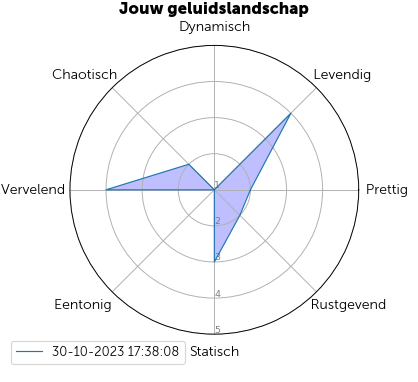 Jouw geluidslandschap
Dynamisch
Chaotisch
Levendig
Vervelend
Prettig
1
2
3
4
5
Eentonig
Rustgevend
30-10-2023 17:38:08
Statisch